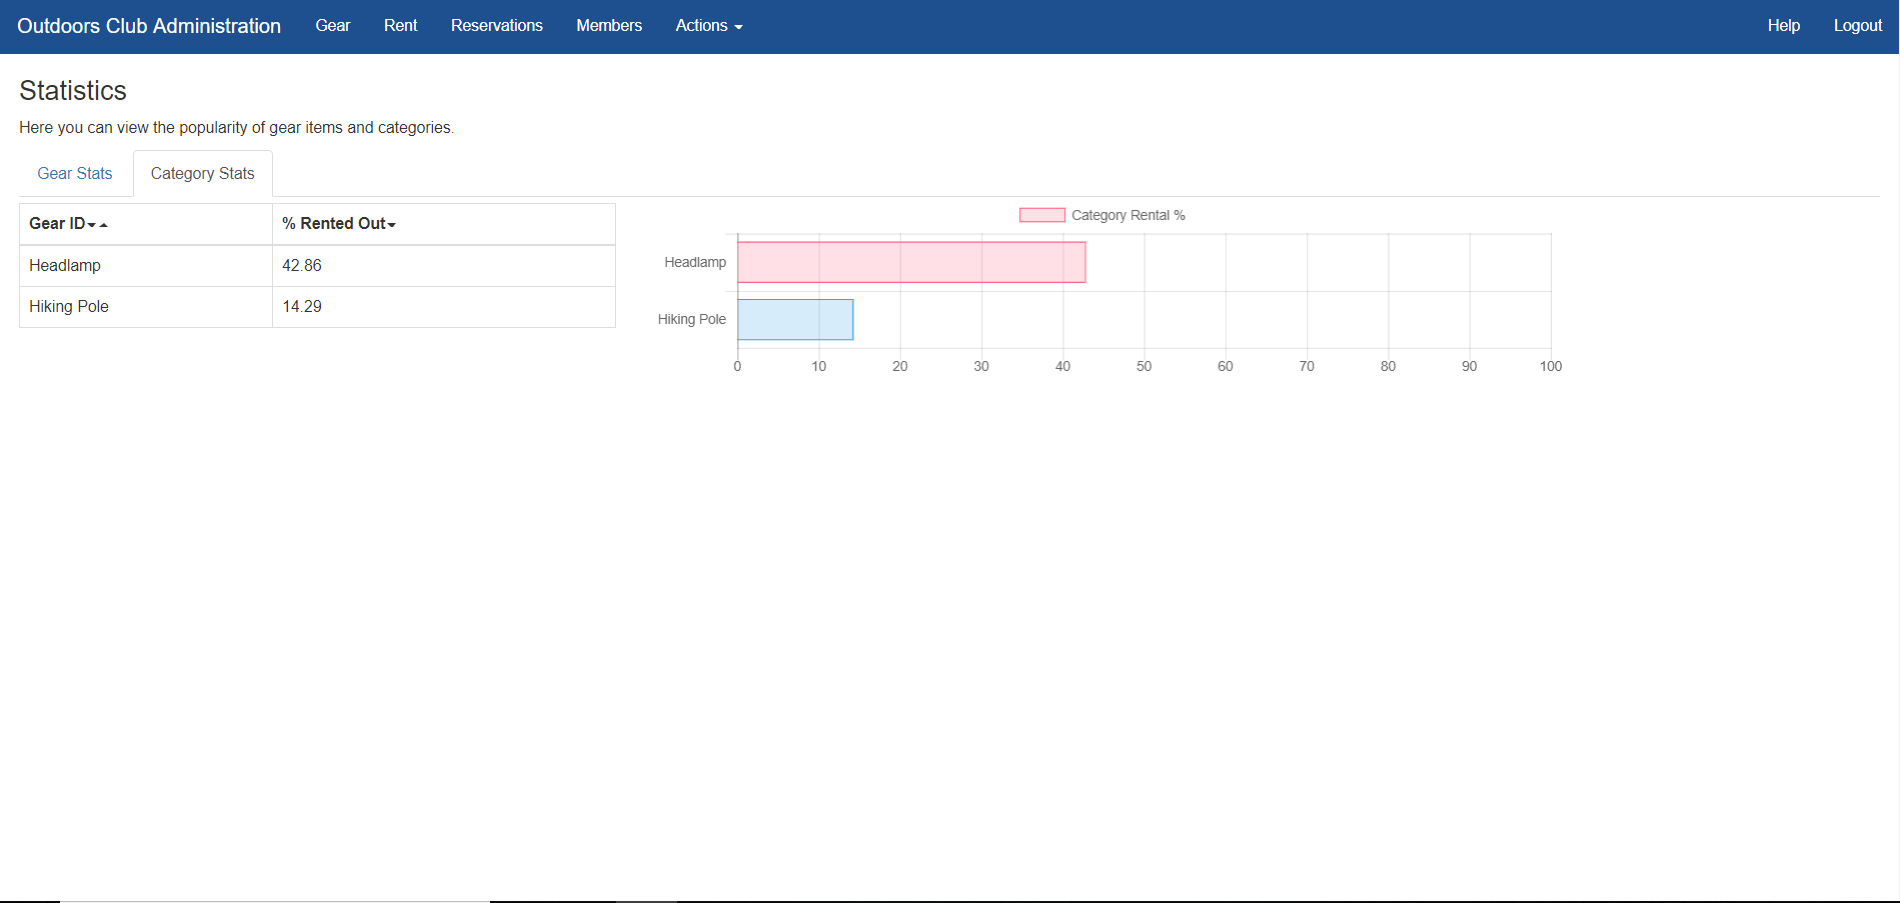 Outdoors Club Administration Gear Rent Reservations Members Actions Help Logout
Statistics
Here you can view the popularity of gear items and categories.
Gear Stats Category Stats
Gear ID % Rented Out
Headlamp 42.86
Hiking Pole 14.29
Category Rental %
Headlamp
Hiking Pole
0 10 20 30 40 50 60 70 80 90 100